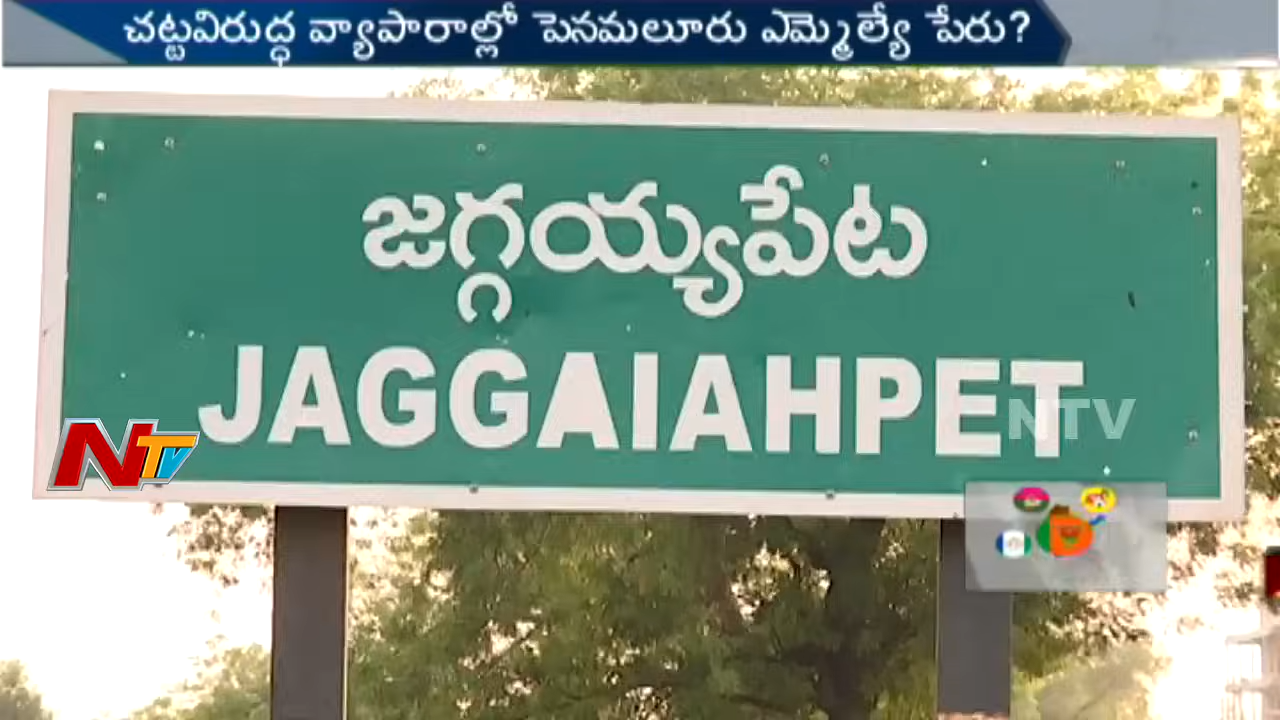 చట్టవిరుద్ధ వ్యాపారాల్లో పెనమలూరు ఎమ్మెల్యే పేరు?
జగ్గయ్యపేట
JAGGAIAHPET
NTV
NTV